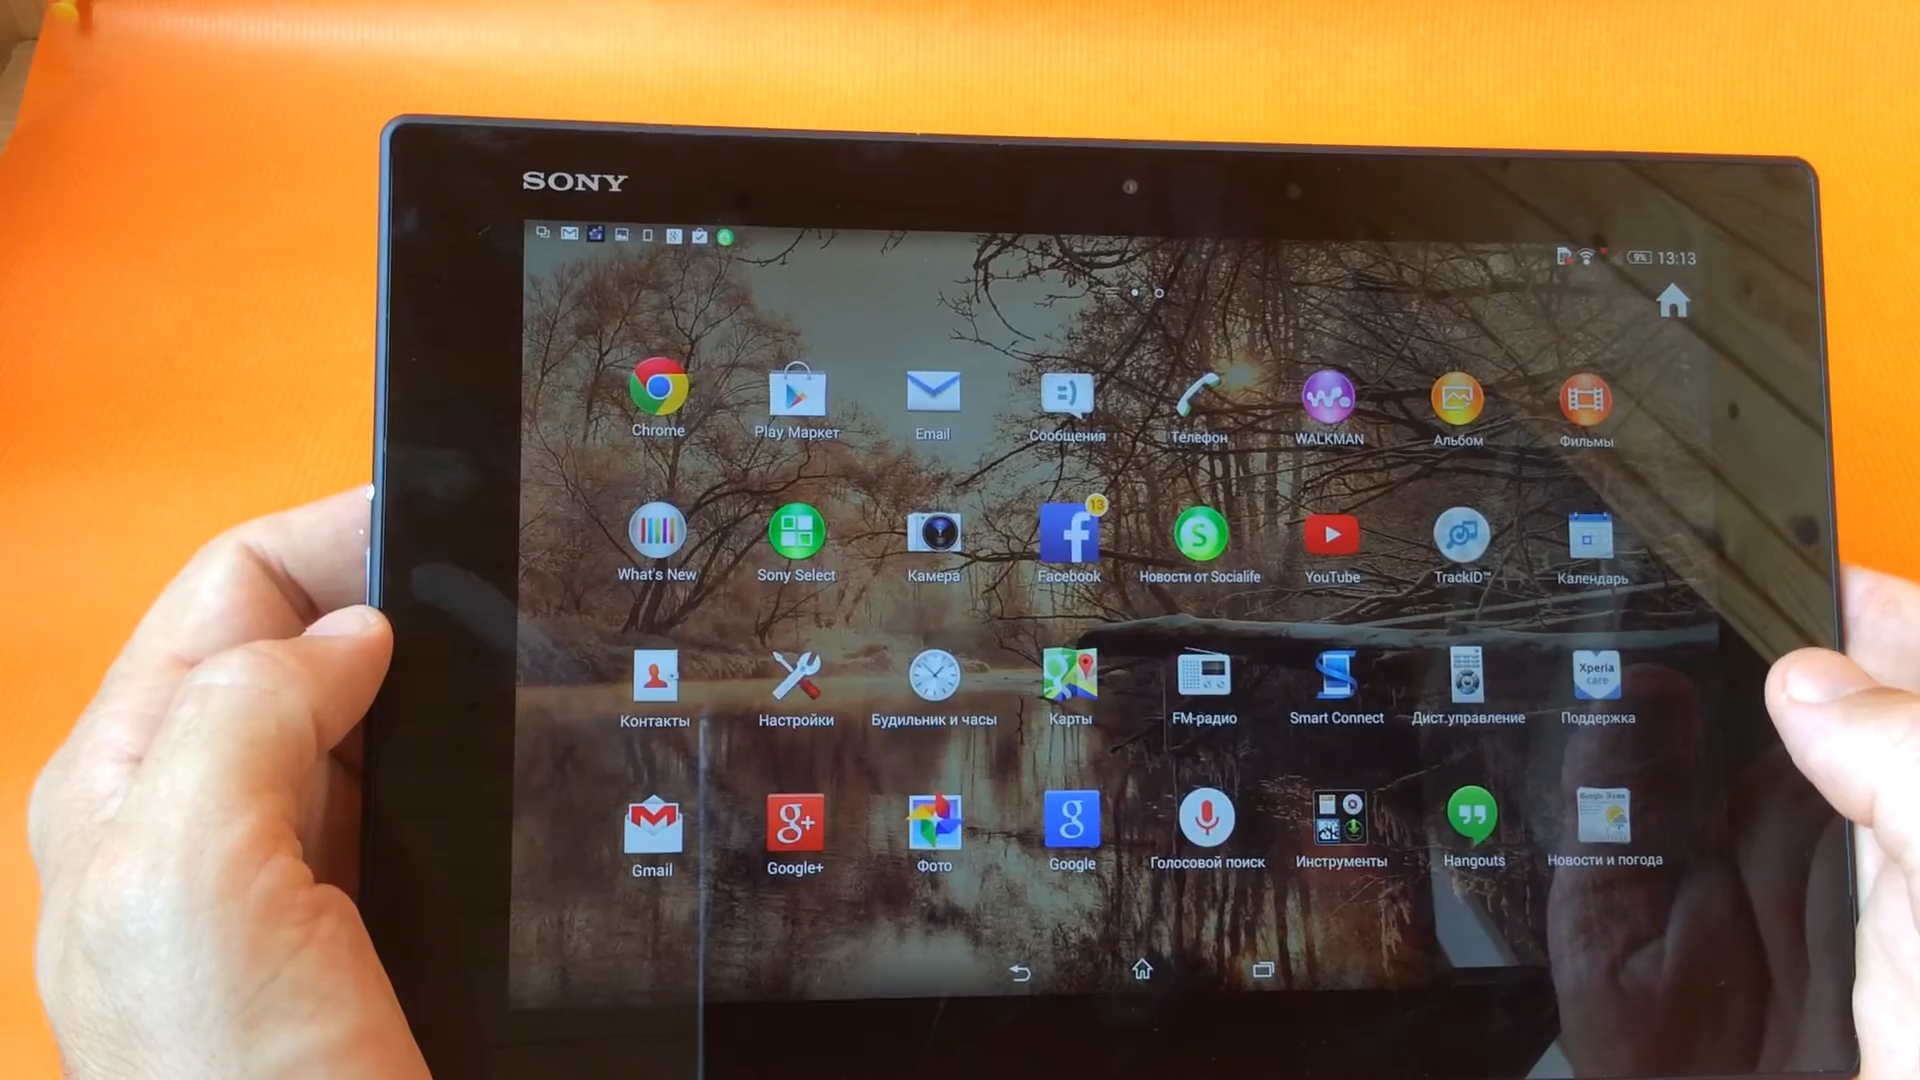 SONY
9% 13:13
Chrome Play Маркет Email Сообщения Телефон WALKMAN Альбом Фильмы
13
What's New Sony Select Камера Facebook Новости от Socialife YouTube TrackID™ Календарь
Xperia
care
Контакты Настройки Будильник и часы Карты FM-радио Smart Connect Дист.управление Поддержка
Gmail Google+ Фото Google Голосовой поиск Инструменты Hangouts Новости и погода